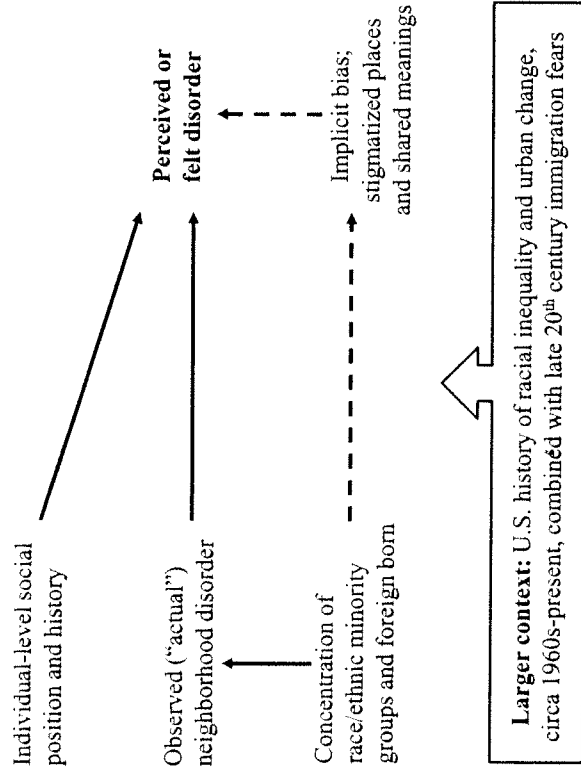 Individual-level social
position and history
Perceived or
felt disorder
Observed (“actual”)
neighborhood disorder
Concentration of
race/ethnic minority
groups and foreign born
Implicit bias;
stigmatized places
and shared meanings
Larger context: U.S. history of racial inequality and urban change,
circa 1960s-present, combined with late 20th century immigration fears